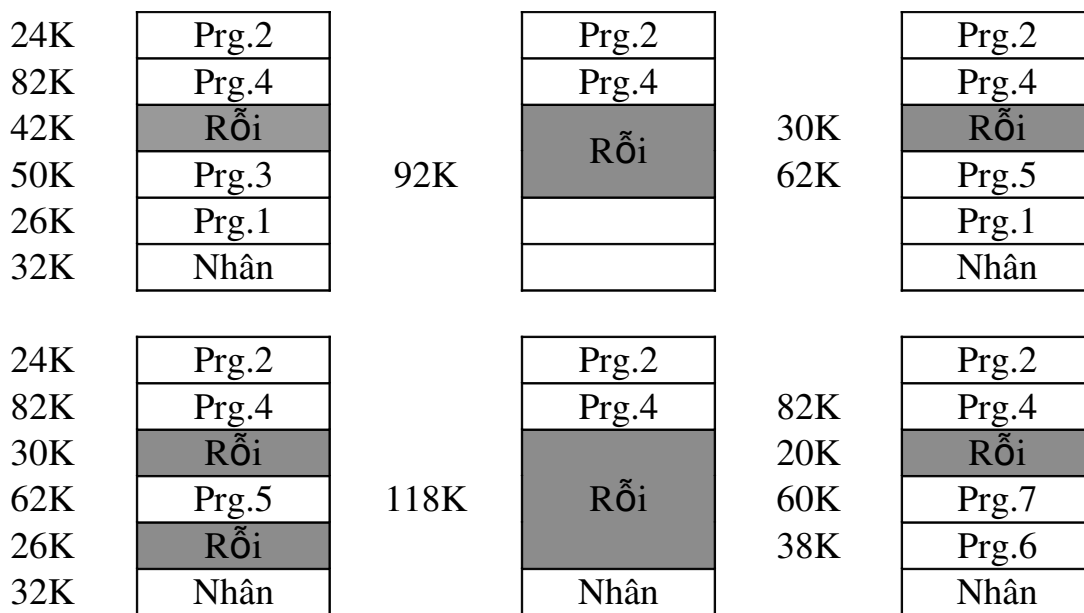 24K Prg.2 Prg.2 Prg.2
82K Prg.4 Prg.4 Prg.4
42K Rỗi Rỗi 30K Rỗi
50K Prg.3 92K 62K Prg.5
26K Prg.1 Prg.1
32K Nhân Nhân
24K Prg.2 Prg.2 Prg.2
82K Prg.4 Prg.4 82K Prg.4
30K Rỗi 20K Rỗi
62K Prg.5 118K Rỗi 60K Prg.7
26K Rỗi 38K Prg.6
32K Nhân Nhân Nhân